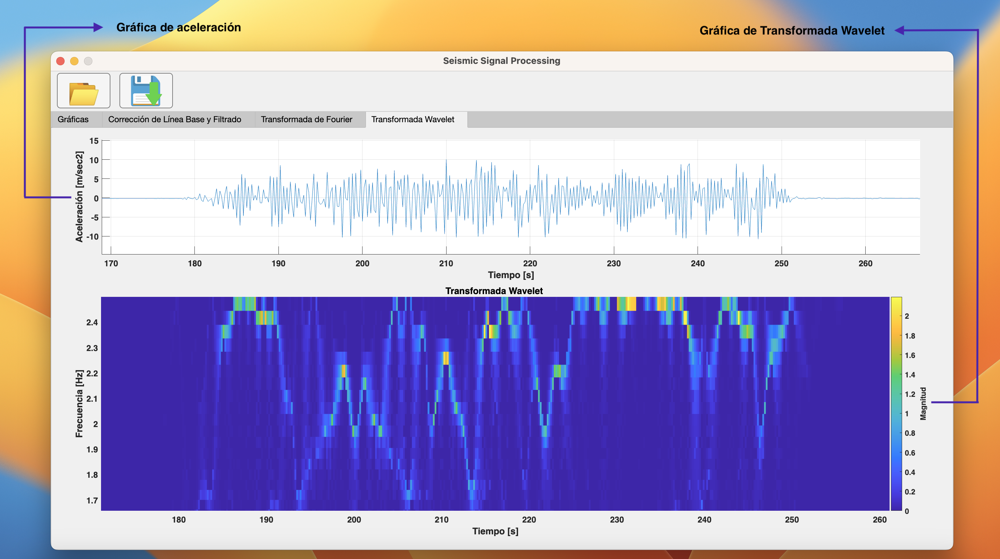 Gráfica de aceleración
Gráfica de Transformada Wavelet
Seismic Signal Processing
Gráficas
Corrección de Línea Base y Filtrado
Transformada de Fourier
Transformada Wavelet
Aceleración [m/sec2]
15
10
5
0
-5
-10
170 180 190 200 210 220 230 240 250 260
Tiempo [s]
Transformada Wavelet
Frecuencia [Hz]
2.4
2.3
2.2
2.1
2
1.9
1.8
1.7
180 190 200 210 220 230 240 250 260
Tiempo [s]
2
1.8
1.6
1.4
1.2
1
0.8
0.6
0.4
0.2
0
Magnitud